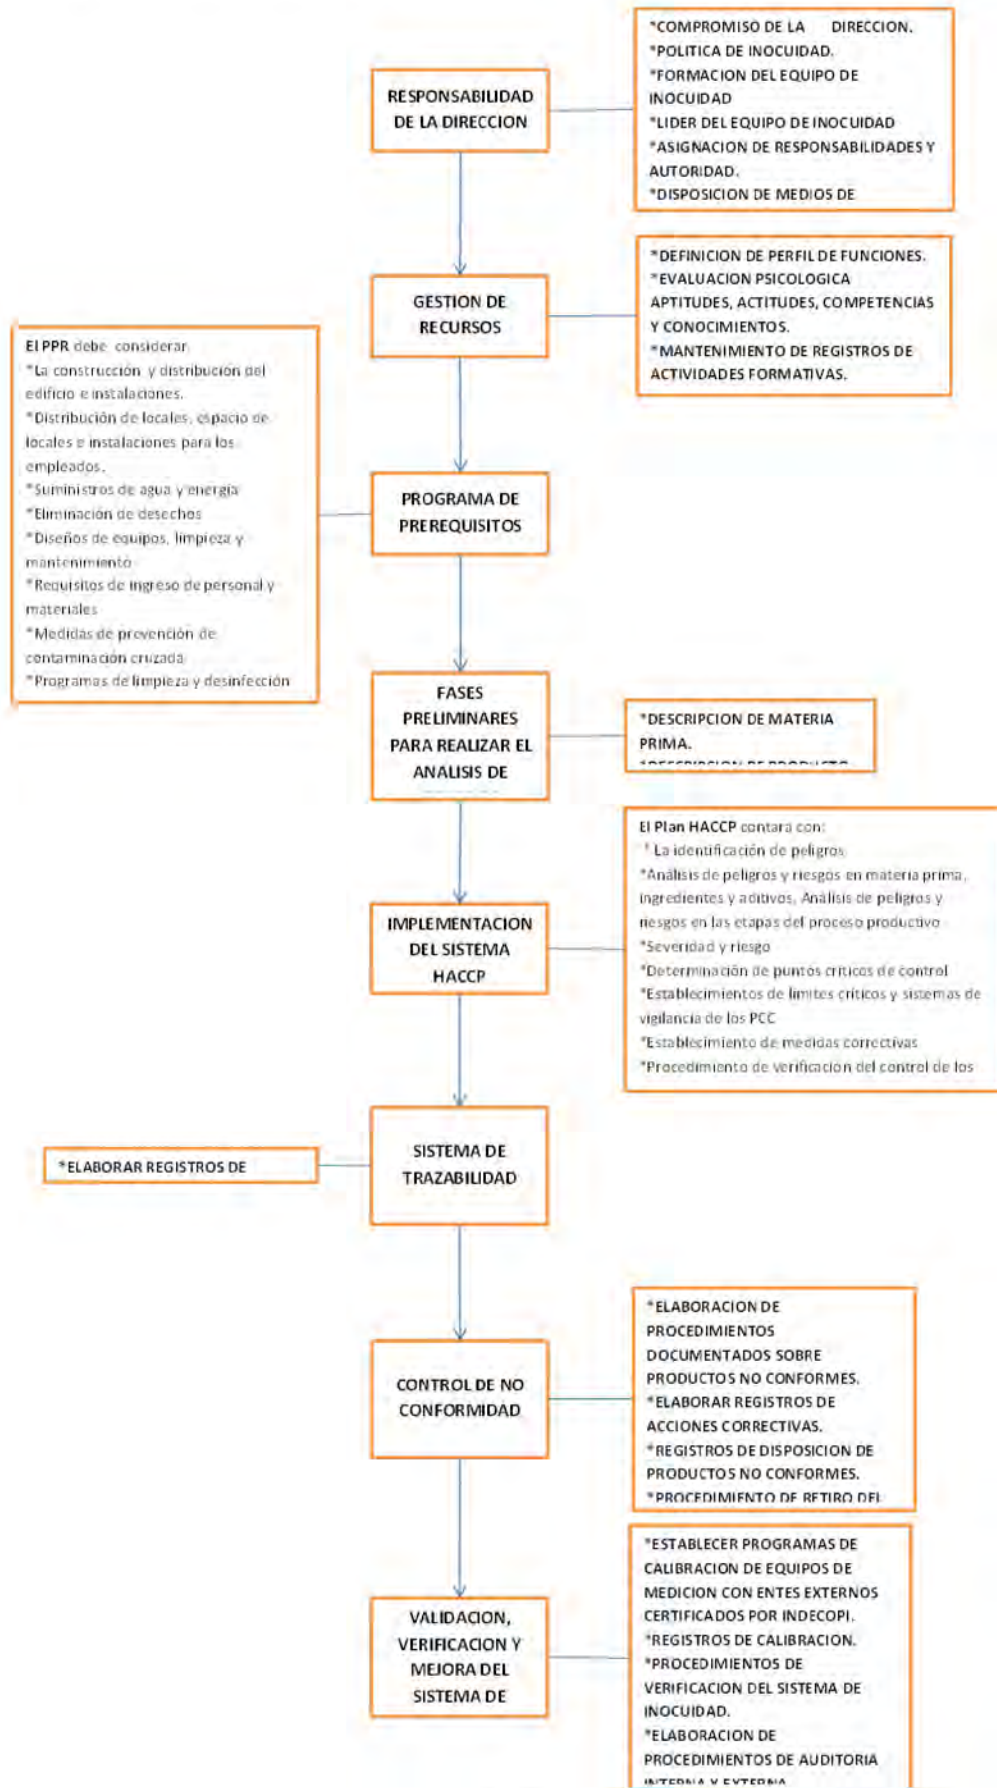 *COMPROMISO DE LA DIRECCION.
*POLITICA DE INOCUIDAD.
*FORMACION DEL EQUIPO DE
INOCUIDAD
*LIDER DEL EQUIPO DE INOCUIDAD
*ASIGNACION DE RESPONSABILIDADES Y
AUTORIDAD.
*DISPOSICION DE MEDIOS DE
RESPONSABILIDAD
DE LA DIRECCION
*DEFINICION DE PERFIL DE FUNCIONES.
*EVALUACION PSICOLOGICA
APTITUDES, ACTITUDES, COMPETENCIAS
Y CONOCIMIENTOS.
*MANTENIMIENTO DE REGISTROS DE
ACTIVIDADES FORMATIVAS.
GESTION DE
RECURSOS
El PPR debe considerar
*La construcción y distribución del
edificio e instalaciones.
*Distribución de locales, espacio de
locales e instalaciones para los
empleados.
*Suministros de agua y energía
*Eliminación de desechos
*Diseños de equipos, limpieza y
mantenimiento
*Requisitos de ingreso de personal y
materiales
*Medidas de prevención de
contaminación cruzada
*Programas de limpieza y desinfección
PROGRAMA DE
PREREQUISITOS
FASES
PRELIMINARES
PARA REALIZAR EL
ANALISIS DE
*DESCRIPCION DE MATERIA
PRIMA.
*DESCRIPCION DE PRODUCTO
El Plan HACCP contara con:
* La identificación de peligros
*Análisis de peligros y riesgos en materia prima,
ingredientes y aditivos, Análisis de peligros y
riesgos en las etapas del proceso productivo
*Severidad y riesgo
*Determinación de puntos críticos de control
*Establecimientos de limites críticos y sistemas de
vigilancia de los PCC
*Establecimiento de medidas correctivas
*Procedimiento de verificación del control de los
IMPLEMENTACION
DEL SISTEMA
HACCP
*ELABORAR REGISTROS DE
SISTEMA DE
TRAZABILIDAD
*ELABORACION DE
PROCEDIMIENTOS
DOCUMENTADOS SOBRE
PRODUCTOS NO CONFORMES.
*ELABORAR REGISTROS DE
ACCIONES CORRECTIVAS.
*REGISTROS DE DISPOSICION DE
PRODUCTOS NO CONFORMES.
*PROCEDIMIENTO DE RETIRO DEL
CONTROL DE NO
CONFORMIDAD
*ESTABLECER PROGRAMAS DE
CALIBRACION DE EQUIPOS DE
MEDICION CON ENTES EXTERNOS
CERTIFICADOS POR INDECOPI.
*REGISTROS DE CALIBRACION.
*PROCEDIMIENTOS DE
VERIFICACION DEL SISTEMA DE
INOCUIDAD.
*ELABORACION DE
PROCEDIMIENTOS DE AUDITORIA
INTERNA Y EXTERNA
VALIDACION,
VERIFICACION Y
MEJORA DEL
SISTEMA DE